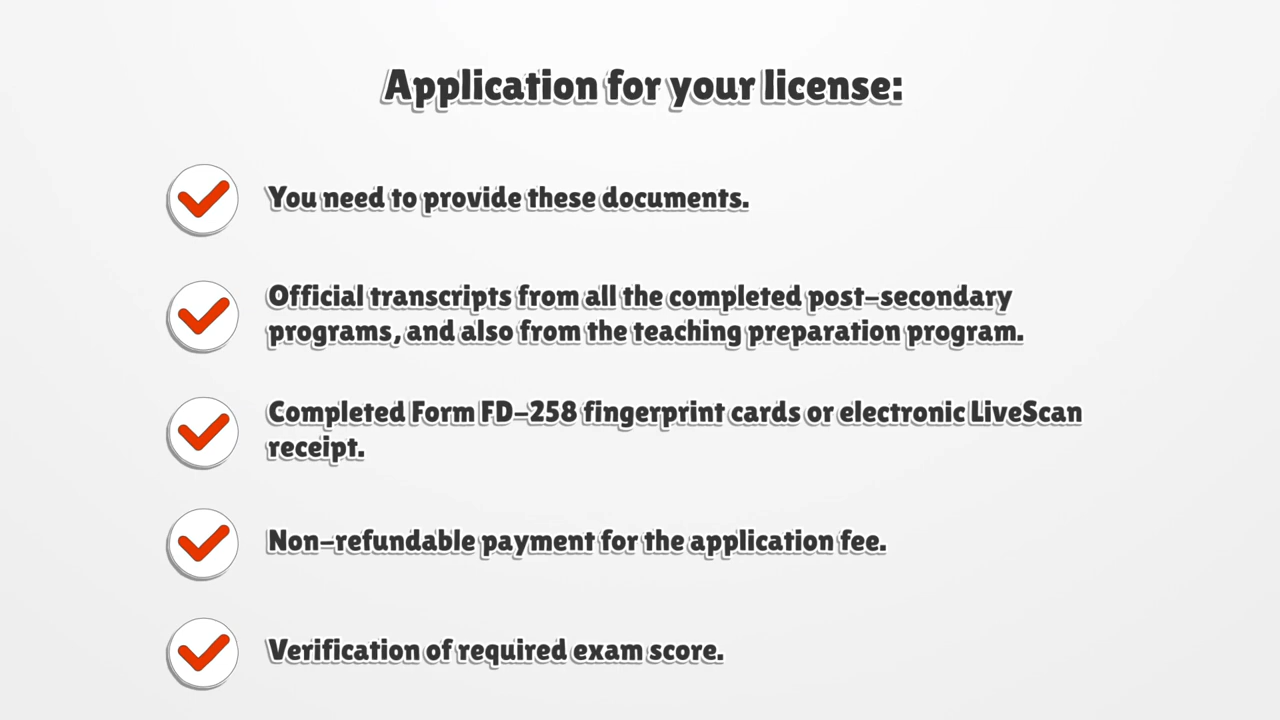 Application for your license:
You need to provide these documents.
Official transcripts from all the completed post-secondary
programs, and also from the teaching preparation program.
Completed Form FD-258 fingerprint cards or electronic LiveScan
receipt.
Non-refundable payment for the application fee.
Verification of required exam score.